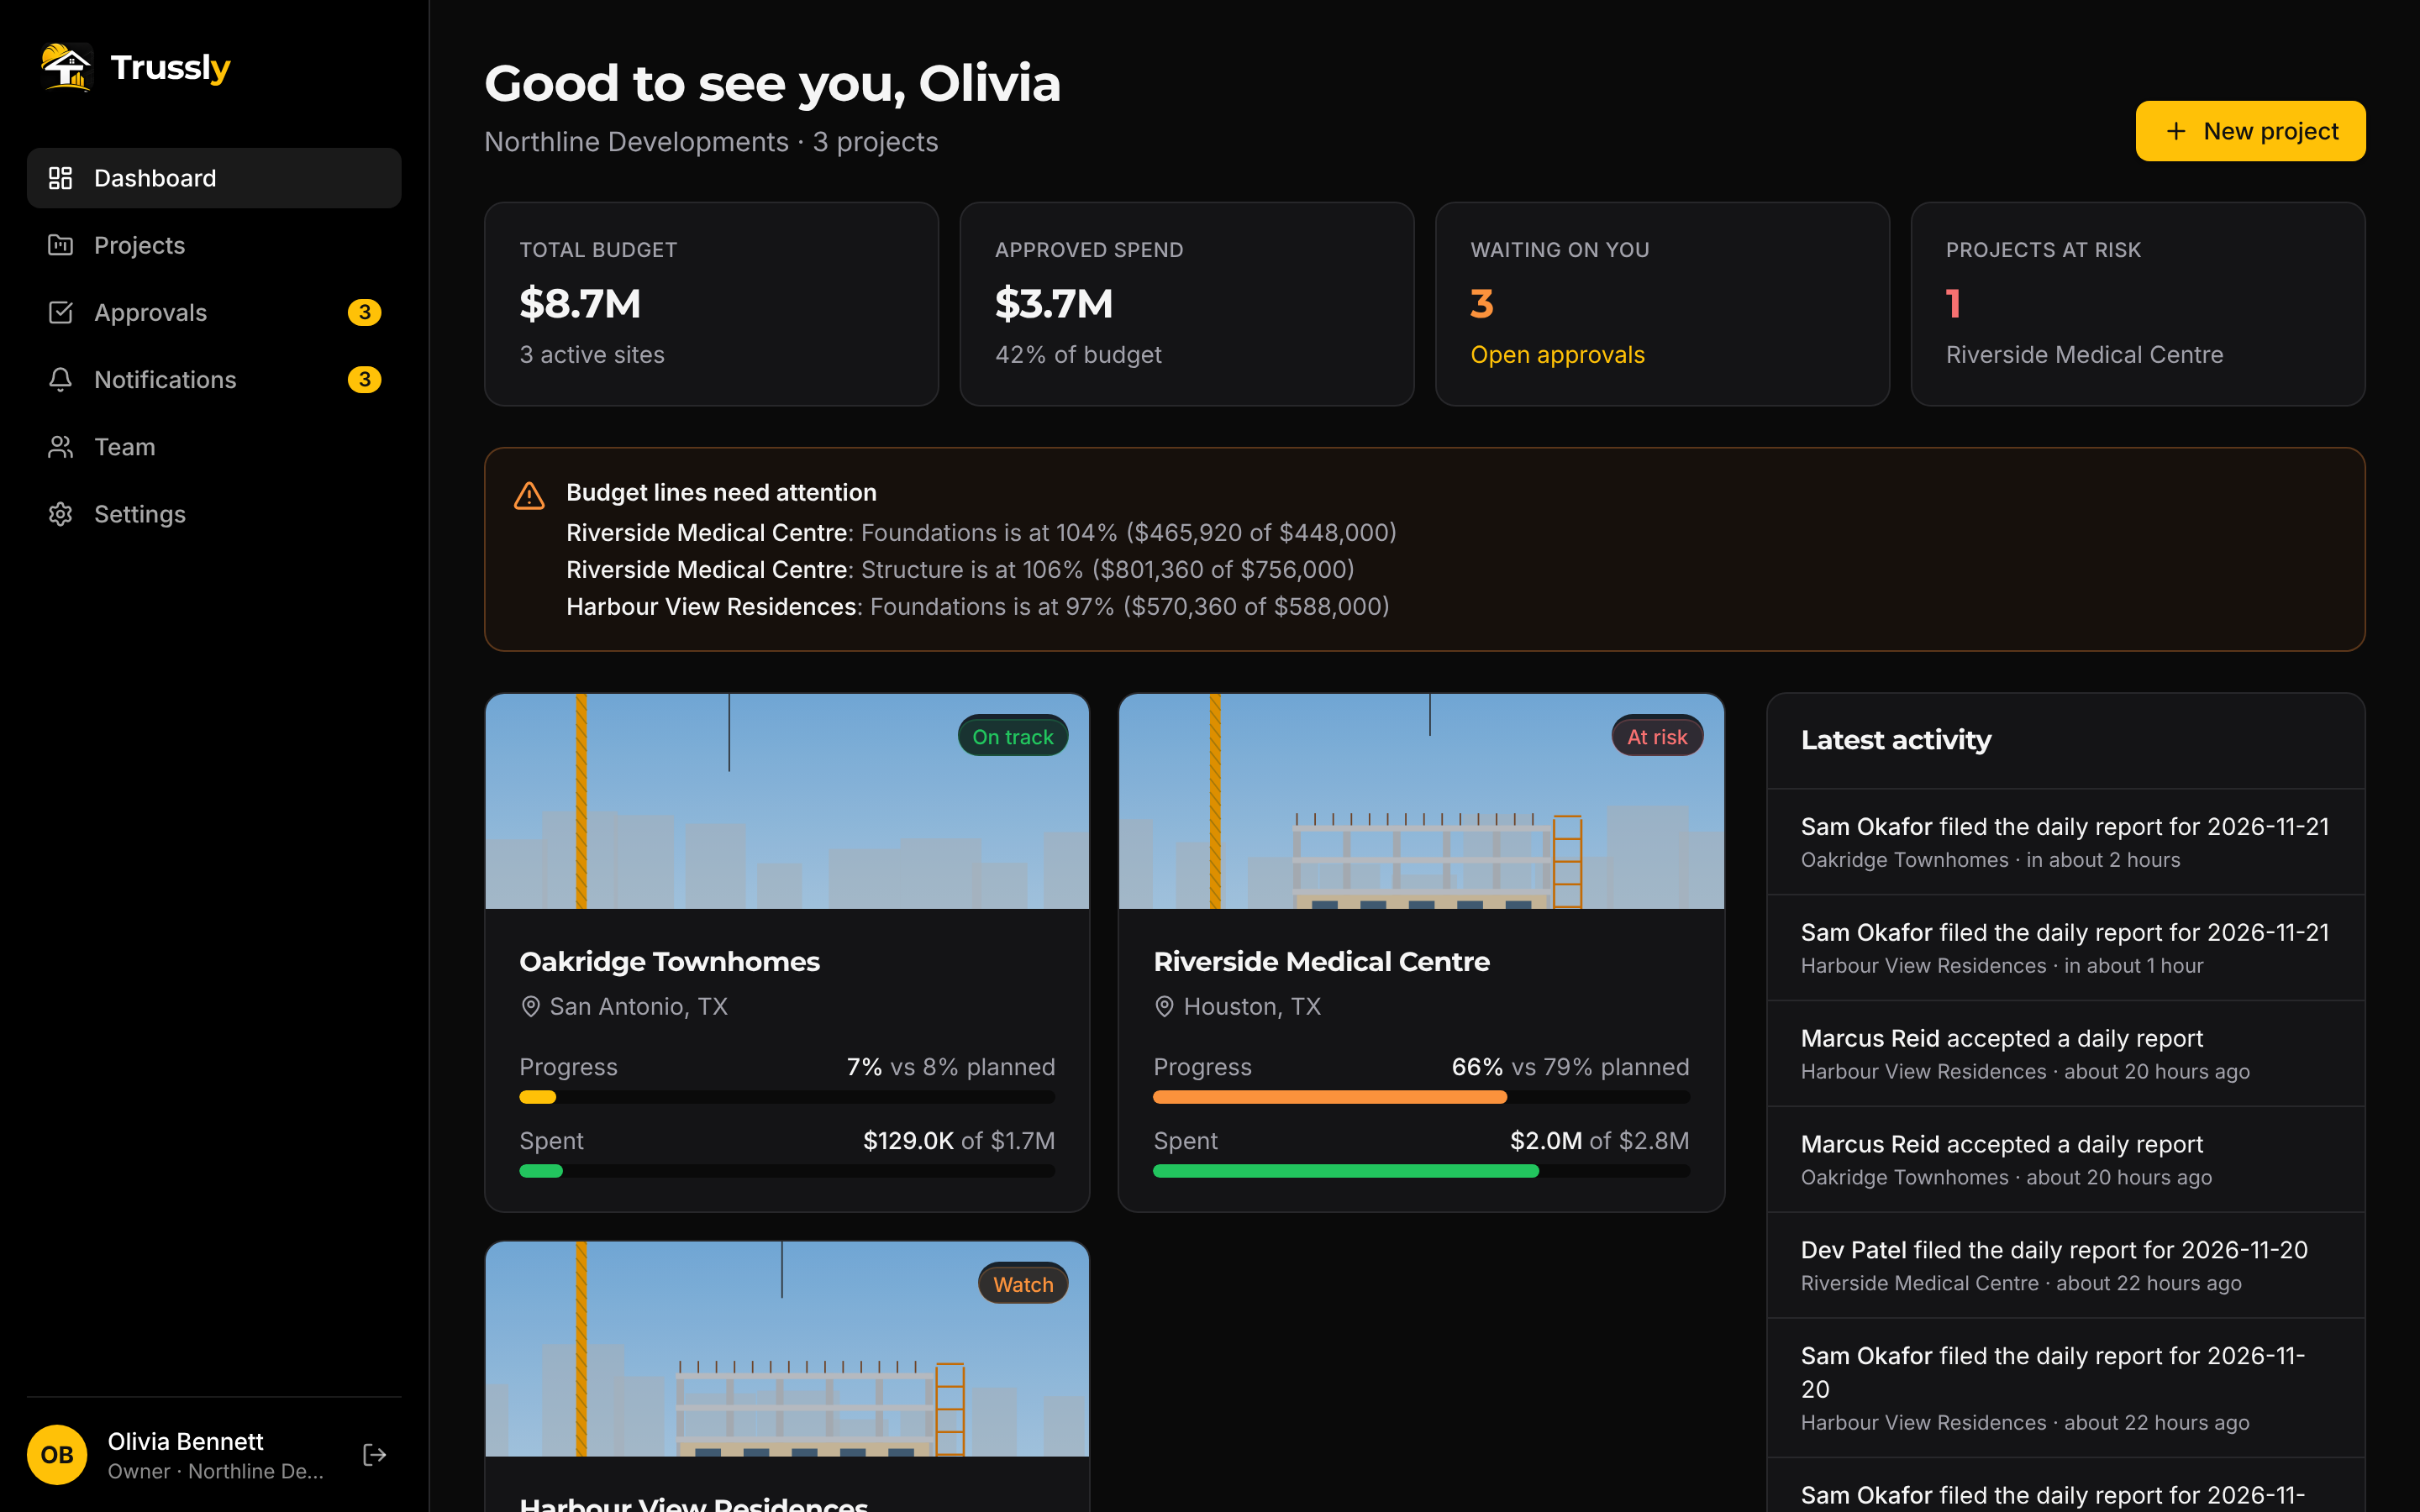 Trussly
Dashboard
Projects
Approvals 3
Notifications 3
Team
Settings
OB
Olivia Bennett
Owner · Northline De...
Good to see you, Olivia
Northline Developments · 3 projects
+ New project
TOTAL BUDGET
$8.7M
3 active sites
APPROVED SPEND
$3.7M
42% of budget
WAITING ON YOU
3
Open approvals
PROJECTS AT RISK
1
Riverside Medical Centre
Budget lines need attention
Riverside Medical Centre: Foundations is at 104% ($465,920 of $448,000)
Riverside Medical Centre: Structure is at 106% ($801,360 of $756,000)
Harbour View Residences: Foundations is at 97% ($570,360 of $588,000)
On track
Oakridge Townhomes
San Antonio, TX
Progress 7% vs 8% planned
Spent $129.0K of $1.7M
At risk
Riverside Medical Centre
Houston, TX
Progress 66% vs 79% planned
Spent $2.0M of $2.8M
Watch
Harbour View Residences
Latest activity
Sam Okafor filed the daily report for 2026-11-21
Oakridge Townhomes · in about 2 hours
Sam Okafor filed the daily report for 2026-11-21
Harbour View Residences · in about 1 hour
Marcus Reid accepted a daily report
Harbour View Residences · about 20 hours ago
Marcus Reid accepted a daily report
Oakridge Townhomes · about 20 hours ago
Dev Patel filed the daily report for 2026-11-20
Riverside Medical Centre · about 22 hours ago
Sam Okafor filed the daily report for 2026-11-
20
Harbour View Residences · about 22 hours ago
Sam Okafor filed the daily report for 2026-11-